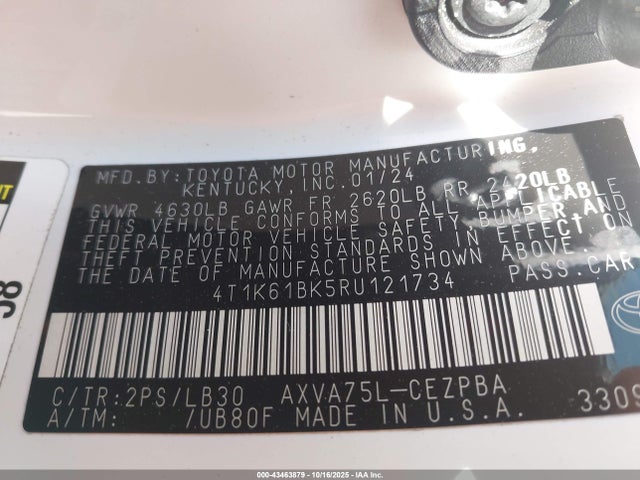 MFD.BY:TOYOTA MOTOR MANUFACTURING,
KENTUCKY,INC.01/24
GVWR 4630LB GAWR FR 2620LB RR 2420LB
THIS VEHICLE CONFORMS TO ALL APPLICABLE
FEDERAL MOTOR VEHICLE SAFETY,BUMPER,AND
THEFT PREVENTION STANDARDS IN EFFECT ON
THE DATE OF MANUFACTURE SHOWN ABOVE.
4T1K61BK5RU121734 PASS.CAR
C/TR:2PS/LB30 AXVA75L-CEZPBA
A/TM: /UB80F MADE IN U.S.A. 3309
000-43463879 | 10/16/2025 | IAA Inc.